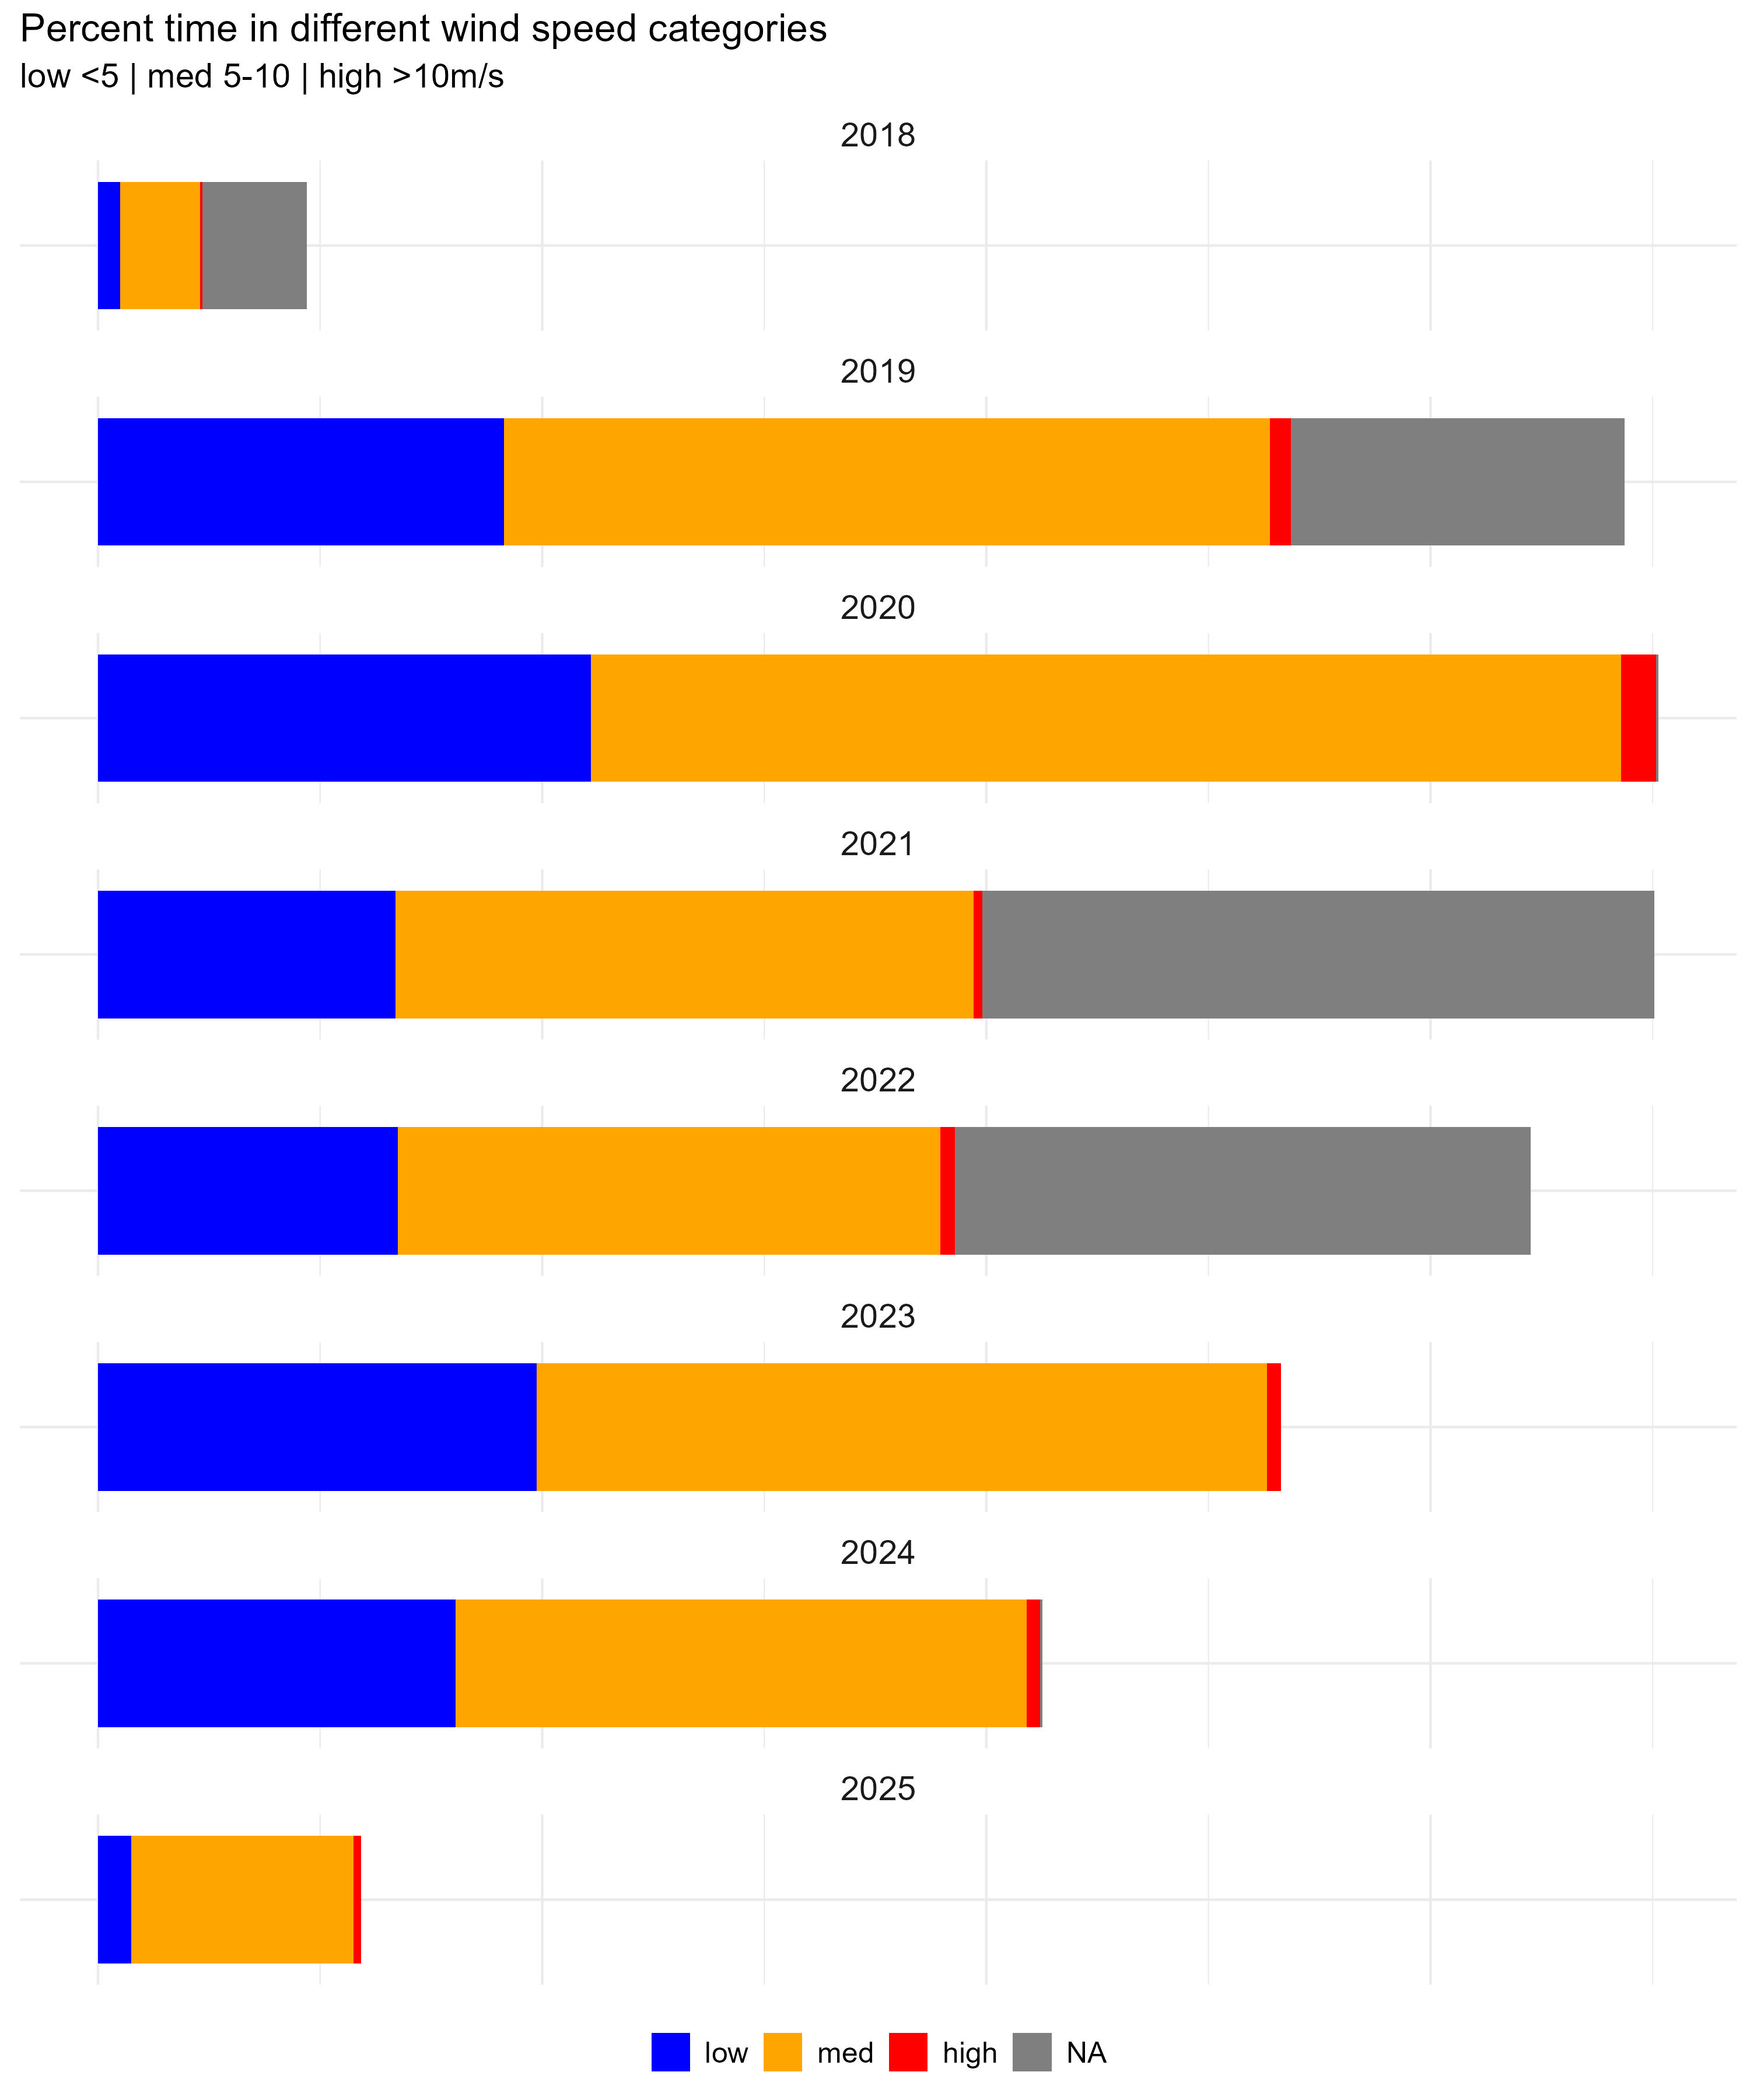 Percent time in different wind speed categories
low <5 | med 5-10 | high >10m/s
2018
2019
2020
2021
2022
2023
2024
2025
low med high NA